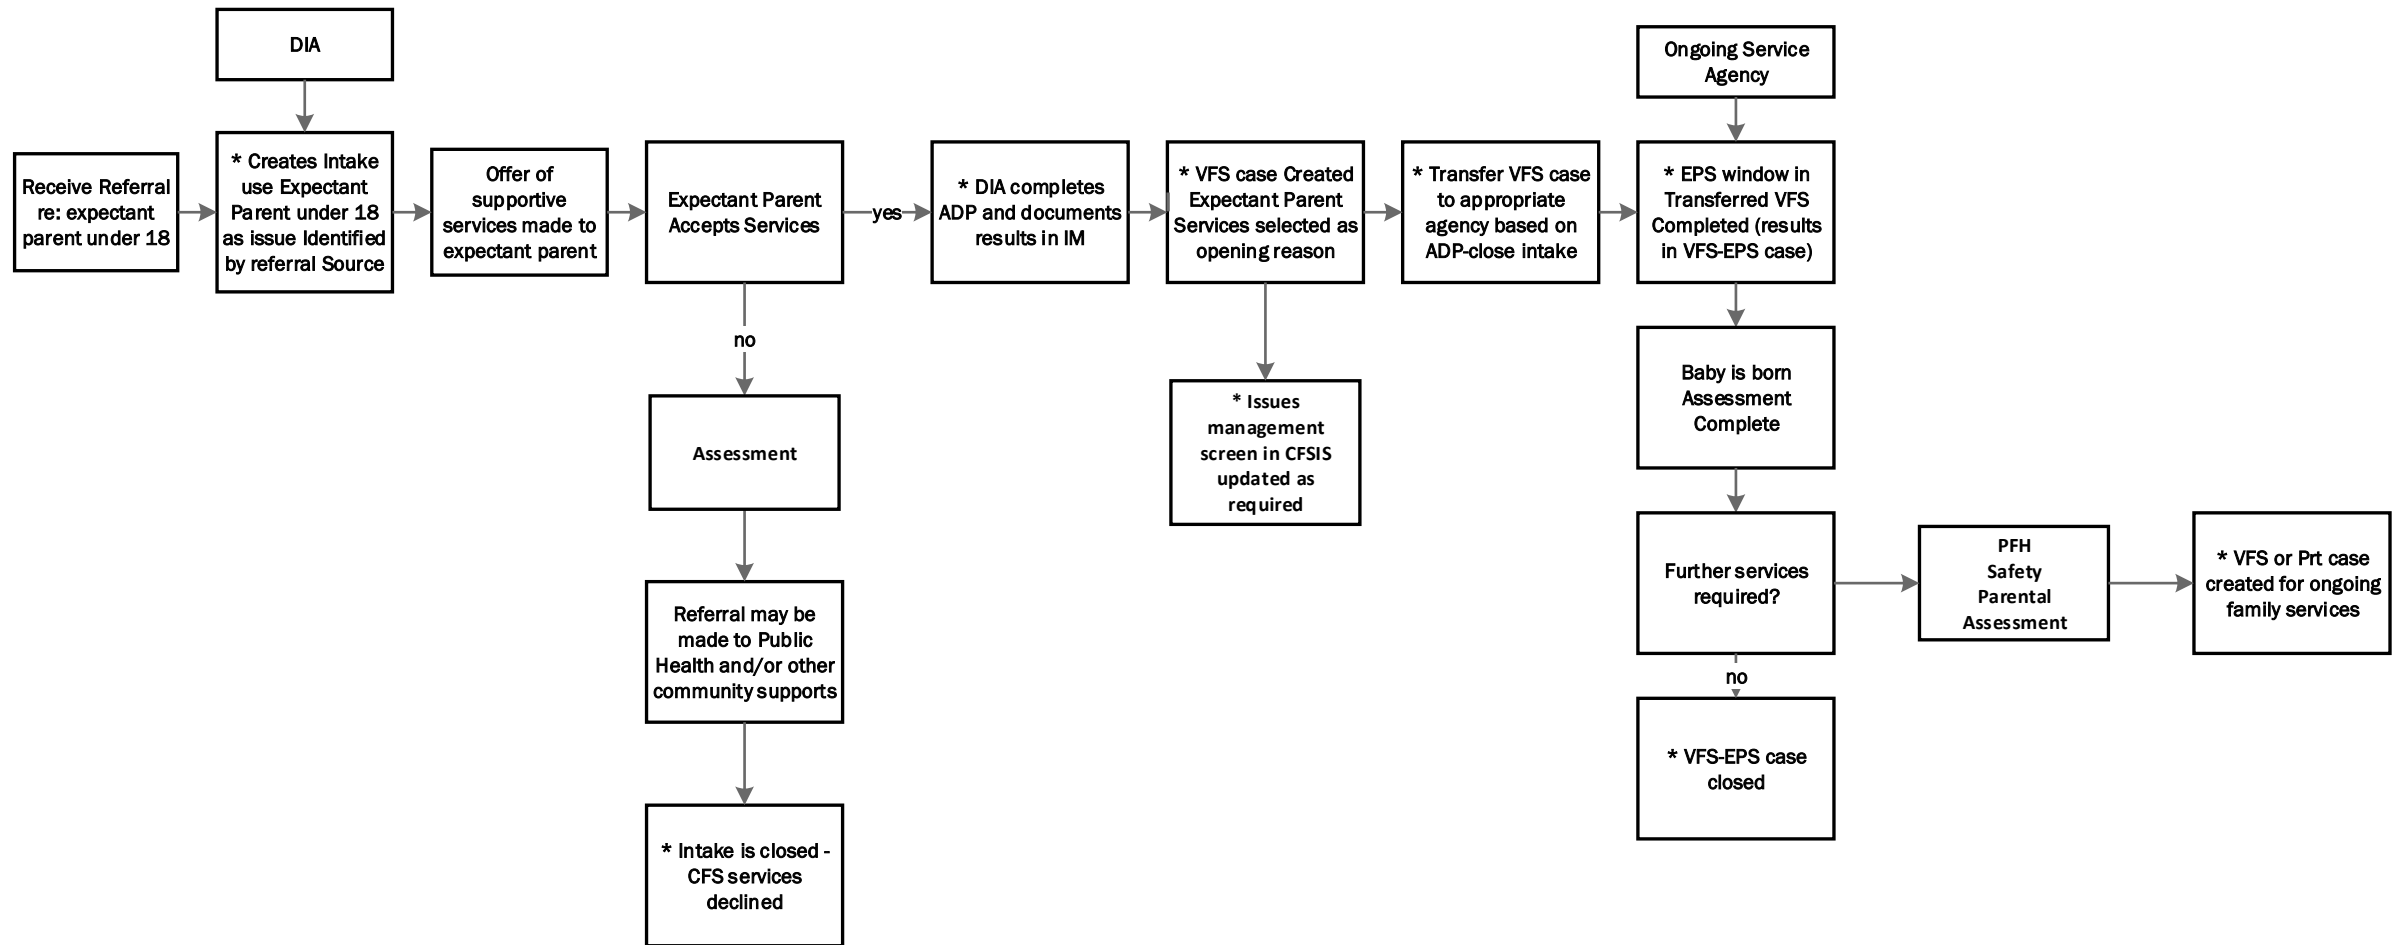 DIA
Ongoing Service
Agency
Receive Referral
re: expectant
parent under 18
* Creates Intake
use Expectant
Parent under 18
as issue Identified
by referral Source
Offer of
supportive
services made to
expectant parent
Expectant Parent
Accepts Services
yes
* DIA completes
ADP and documents
results in IM
* VFS case Created
Expectant Parent
Services selected as
opening reason
* Transfer VFS case
to appropriate
agency based on
ADP-close intake
* EPS window in
Transferred VFS
Completed (results
in VFS-EPS case)
no
Assessment
Referral may be
made to Public
Health and/or other
community supports
* Intake is closed -
CFS services
declined
* Issues
management
screen in CFSIS
updated as
required
Baby is born
Assessment
Complete
Further services
required?
PFH
Safety
Parental
Assessment
* VFS or Prt case
created for ongoing
family services
no
* VFS-EPS case
closed